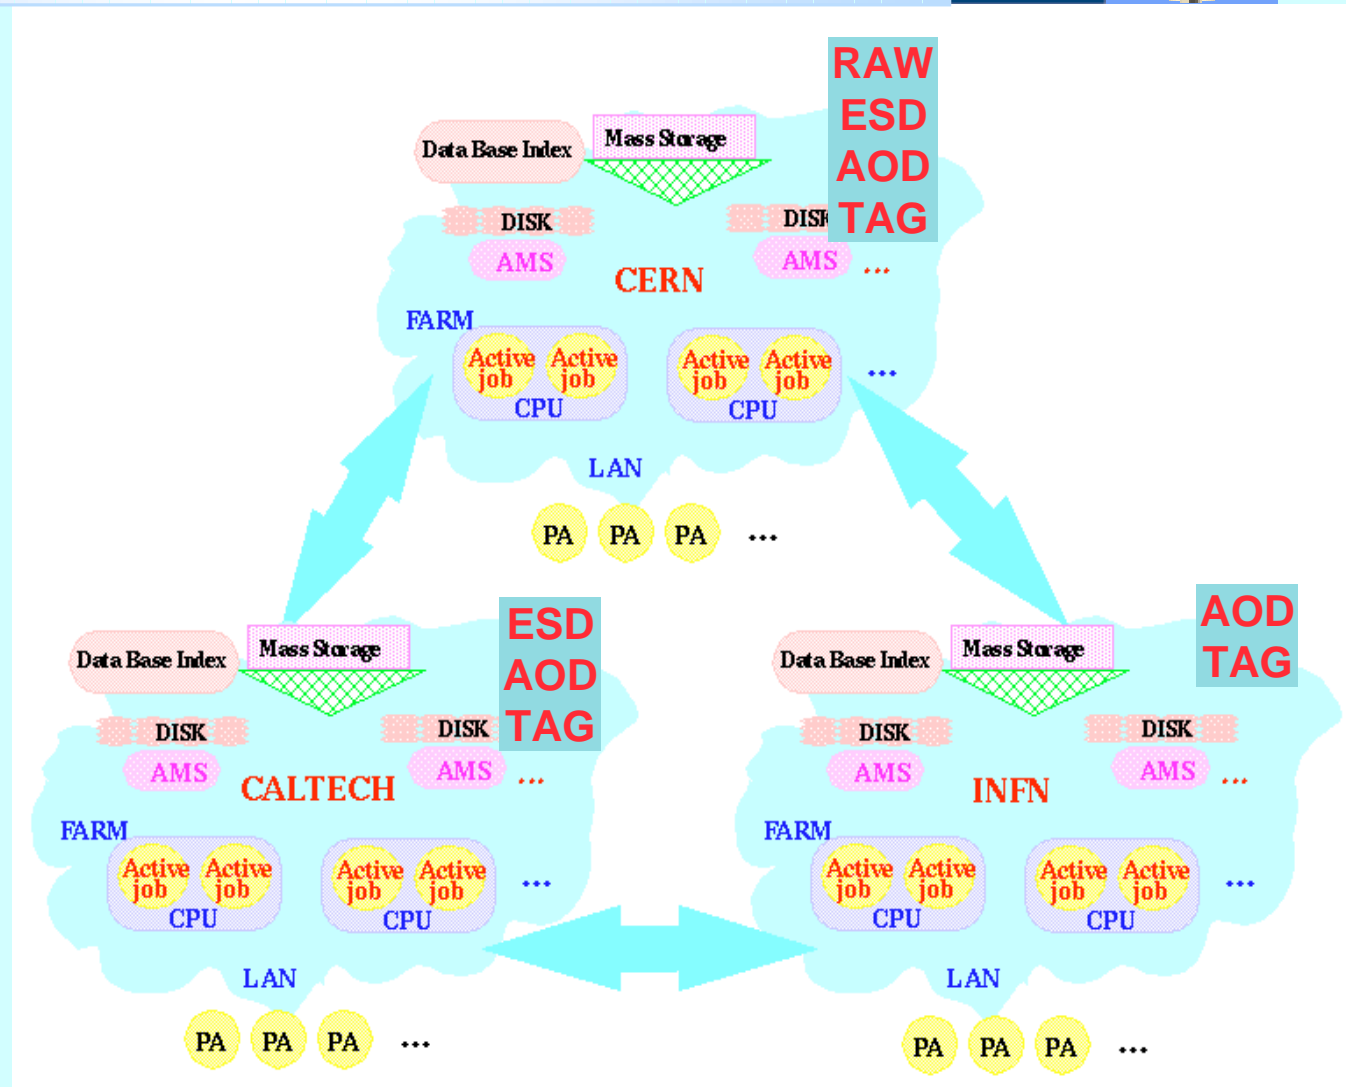 RAW
ESD
AOD
TAG
Data Base Index
Mass Storage
DISK
DISK
AMS
AMS ...
CERN
FARM
Active job Active job
Active job Active job ...
CPU
CPU
LAN
PA PA PA ...
ESD
AOD
TAG
Data Base Index
Mass Storage
DISK
DISK
AMS
AMS ...
CALTECH
FARM
Active job Active job
Active job Active job ...
CPU
CPU
LAN
PA PA PA ...
AOD
TAG
Data Base Index
Mass Storage
DISK
DISK
AMS
AMS ...
INFN
FARM
Active job Active job
Active job Active job ...
CPU
CPU
LAN
PA PA PA ...